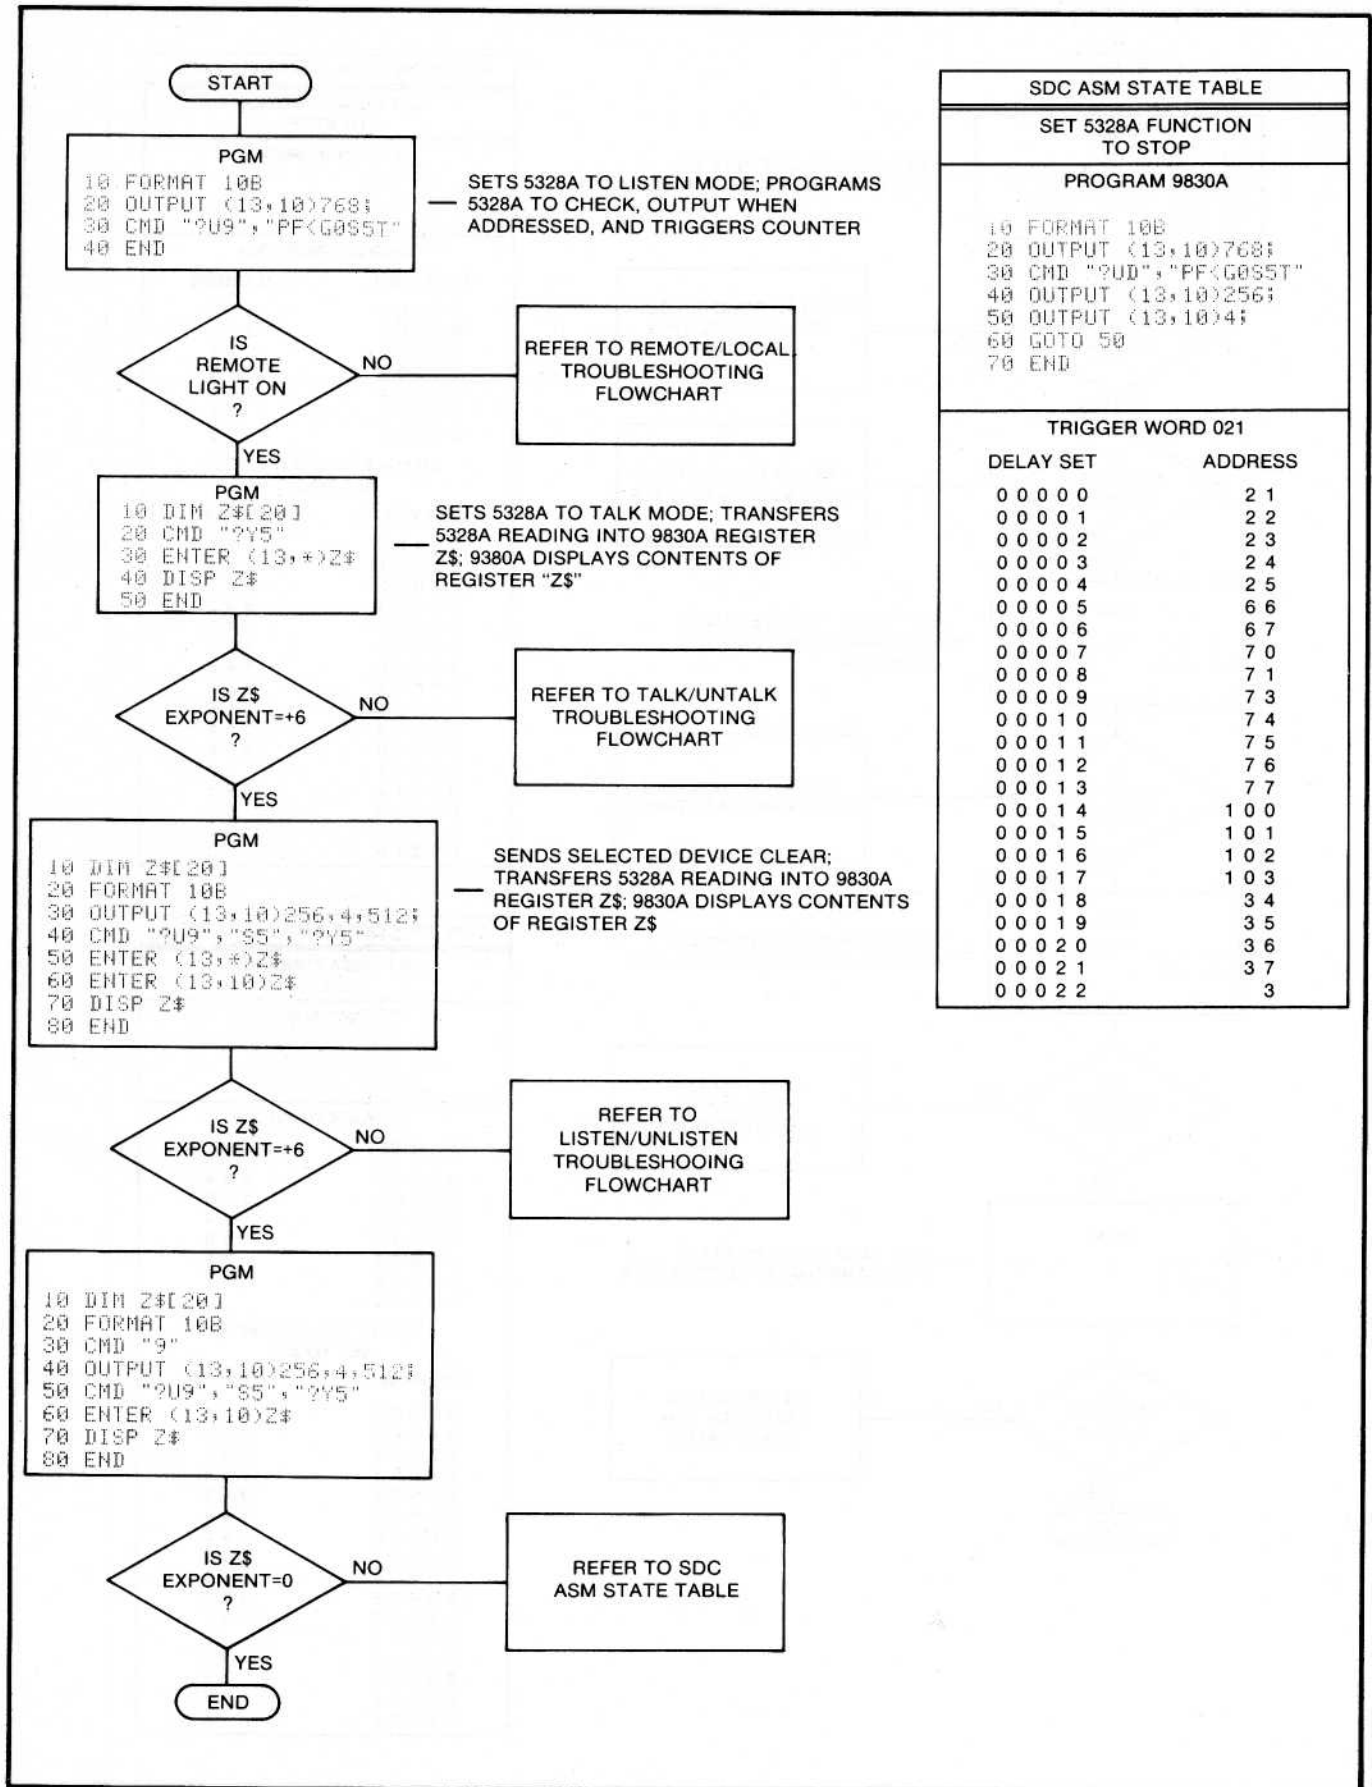 START
PGM
10 FORMAT 10B
20 OUTPUT (13,10)768;
30 CMD "?U9","PF<G0S5T"
40 END
SETS 5328A TO LISTEN MODE; PROGRAMS
5328A TO CHECK, OUTPUT WHEN
ADDRESSED, AND TRIGGERS COUNTER
IS
REMOTE
LIGHT ON
?
NO
REFER TO REMOTE/LOCAL
TROUBLESHOOTING
FLOWCHART
YES
PGM
10 DIM Z$[20]
20 CMD "?Y5"
30 ENTER (13,*)Z$
40 DISP Z$
50 END
SETS 5328A TO TALK MODE; TRANSFERS
5328A READING INTO 9830A REGISTER
Z$; 9380A DISPLAYS CONTENTS OF
REGISTER "Z$"
IS Z$
EXPONENT=+6
?
NO
REFER TO TALK/UNTALK
TROUBLESHOOTING
FLOWCHART
YES
PGM
10 DIM Z$[20]
20 FORMAT 10B
30 OUTPUT (13,10)256,4,512;
40 CMD "?U9","S5","?Y5"
50 ENTER (13,*)Z$
60 ENTER (13,10)Z$
70 DISP Z$
80 END
SENDS SELECTED DEVICE CLEAR;
TRANSFERS 5328A READING INTO 9830A
REGISTER Z$; 9830A DISPLAYS CONTENTS
OF REGISTER Z$
IS Z$
EXPONENT=+6
?
NO
REFER TO
LISTEN/UNLISTEN
TROUBLESHOOING
FLOWCHART
YES
PGM
10 DIM Z$[20]
20 FORMAT 10B
30 CMD "9"
40 OUTPUT (13,10)256,4,512;
50 CMD "?U9","S5","?Y5"
60 ENTER (13,10)Z$
70 DISP Z$
80 END
IS Z$
EXPONENT=0
?
NO
REFER TO SDC
ASM STATE TABLE
YES
END
SDC ASM STATE TABLE
SET 5328A FUNCTION
TO STOP
PROGRAM 9830A
10 FORMAT 10B
20 OUTPUT (13,10)768;
30 CMD "?UD","PF<G0S5T"
40 OUTPUT (13,10)256;
50 OUTPUT (13,10)4;
60 GOTO 50
70 END
TRIGGER WORD 021
DELAY SET ADDRESS
0 0 0 0 0 2 1
0 0 0 0 1 2 2
0 0 0 0 2 2 3
0 0 0 0 3 2 4
0 0 0 0 4 2 5
0 0 0 0 5 6 6
0 0 0 0 6 6 7
0 0 0 0 7 7 0
0 0 0 0 8 7 1
0 0 0 0 9 7 3
0 0 0 1 0 7 4
0 0 0 1 1 7 5
0 0 0 1 2 7 6
0 0 0 1 3 7 7
0 0 0 1 4 1 0 0
0 0 0 1 5 1 0 1
0 0 0 1 6 1 0 2
0 0 0 1 7 1 0 3
0 0 0 1 8 3 4
0 0 0 1 9 3 5
0 0 0 2 0 3 6
0 0 0 2 1 3 7
0 0 0 2 2 3